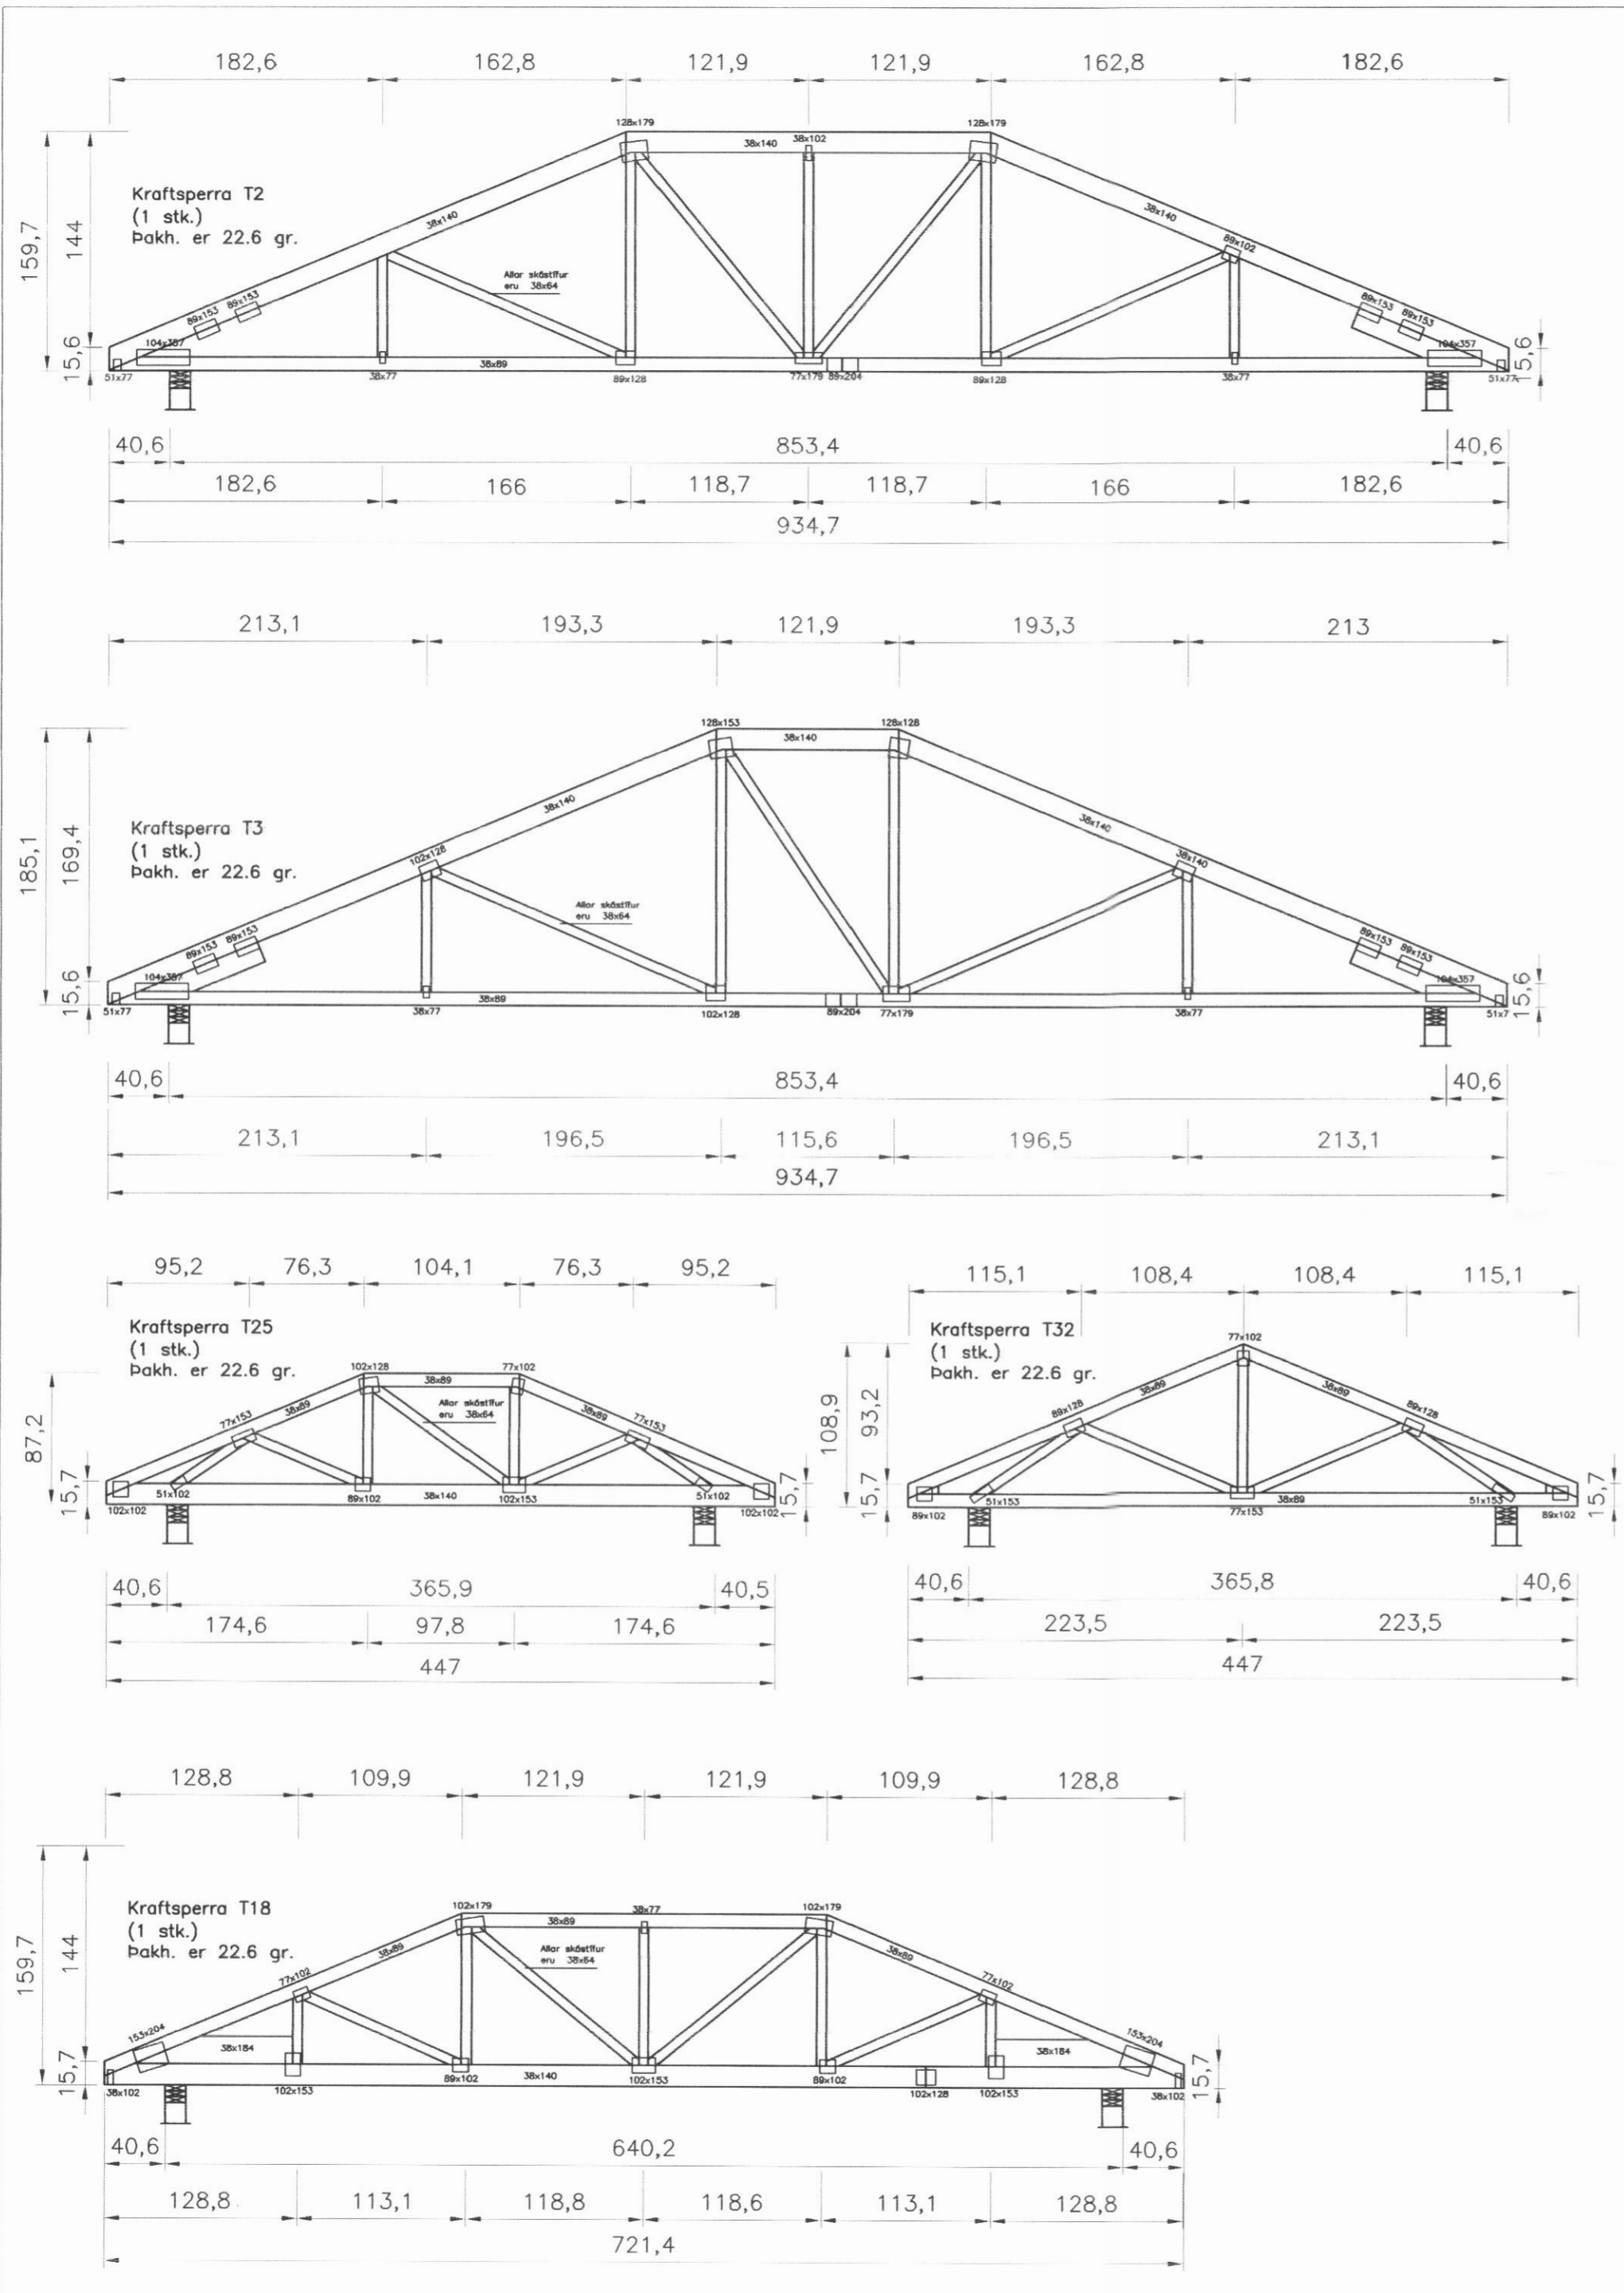 182,6 162,8 121,9 121,9 162,8 182,6
128x179 128x179
38x140 38x102
Kraftsperra T2
(1 stk.)
Þakh. er 22.6 gr.
38x140
38x140
89x102
Allar skástífur
eru 38x64
159,7
144
15,6
89x153 89x153
104x357
89x153 89x153
104x357
15,6
51x77 38x77 38x89 89x128 77x179 89x204 89x128 38x77 51x77
40,6 853,4 40,6
182,6 166 118,7 118,7 166 182,6
934,7
213,1 193,3 121,9 193,3 213
128x153 128x128
38x140
38x140
38x140
Kraftsperra T3
(1 stk.)
Þakh. er 22.6 gr.
102x128
38x140
Allar skástífur
eru 38x64
185,1
169,4
15,6
89x153 89x153
104x357
89x153 89x153
104x357
15,6
51x77 38x77 38x89 102x128 89x204 77x179 38x77 51x7
40,6 853,4 40,6
213,1 196,5 115,6 196,5 213,1
934,7
95,2 76,3 104,1 76,3 95,2
Kraftsperra T25
(1 stk.)
Þakh. er 22.6 gr.
102x128 77x102
38x89
Allar skástífur
eru 38x64
77x153 38x89
38x89 77x153
87,2
15,7
15,7
51x102 51x102
102x102 89x102 38x140 102x153 102x102
40,6 365,9 40,5
174,6 97,8 174,6
447
115,1 108,4 108,4 115,1
Kraftsperra T32
(1 stk.)
Þakh. er 22.6 gr.
77x102
38x89 38x89
89x128 89x128
108,9
93,2
15,7
15,7
51x153 38x89 51x153
89x102 77x153 89x102
40,6 365,8 40,6
223,5 223,5
447
128,8 109,9 121,9 121,9 109,9 128,8
Kraftsperra T18
(1 stk.)
Þakh. er 22.6 gr.
102x179 38x77 102x179
38x89
Allar skástífur
eru 38x64
38x89 38x89
77x102 77x102
159,7
144
15,7
153x204 38x184
38x184 153x204
15,7
38x102 102x153 89x102 38x140 102x153 89x102 102x128 102x153 38x102
40,6 640,2 40,6
128,8 113,1 118,8 118,6 113,1 128,8
721,4